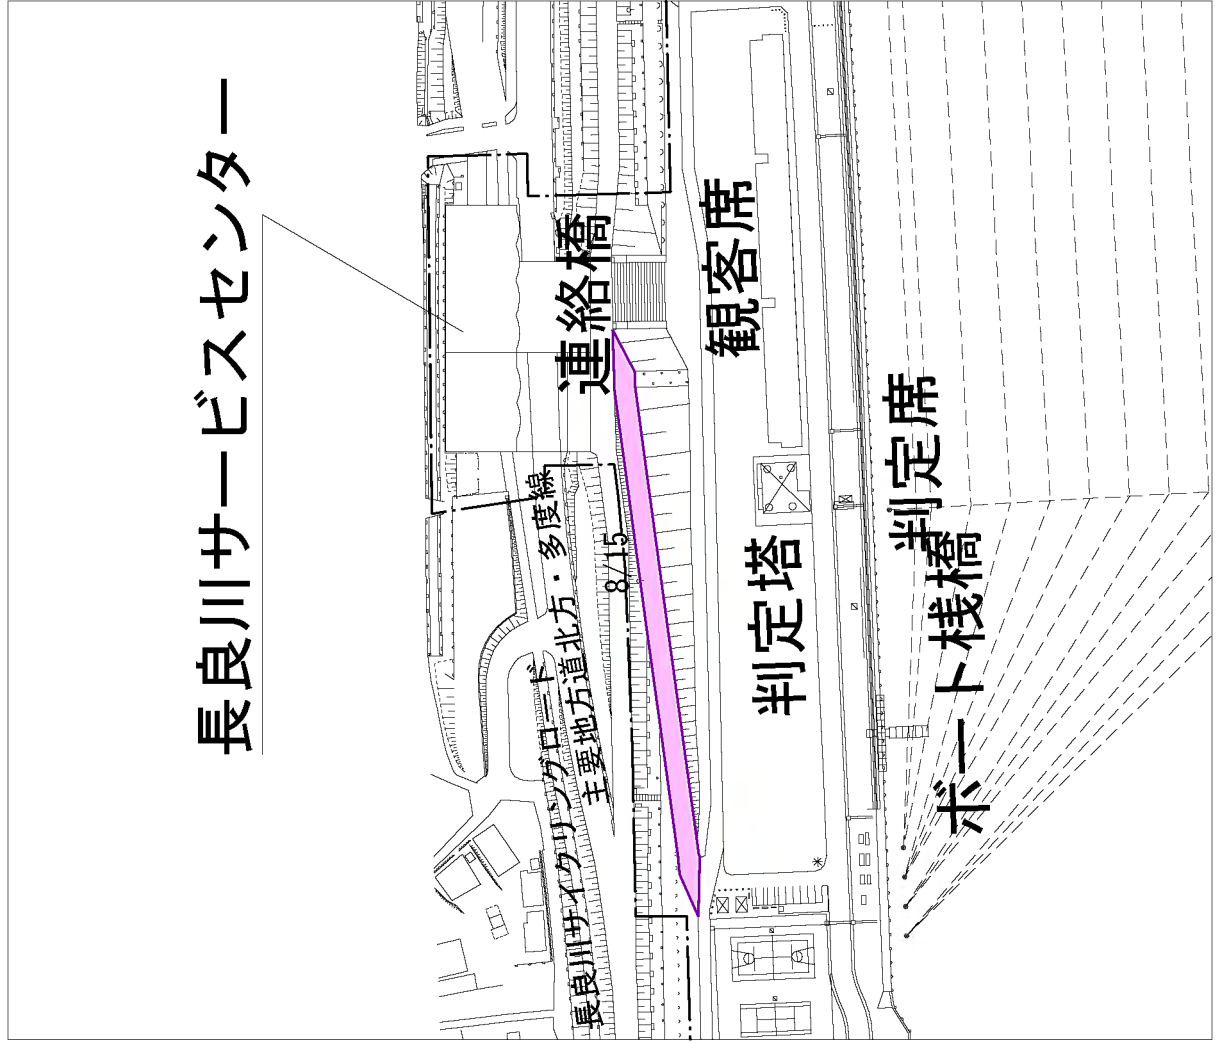 長良川サービスセンター
連絡橋
観客席
判定席
判定塔
ボート桟橋
8/15
主要地方道北方・多度線
長良川サイクリングロード